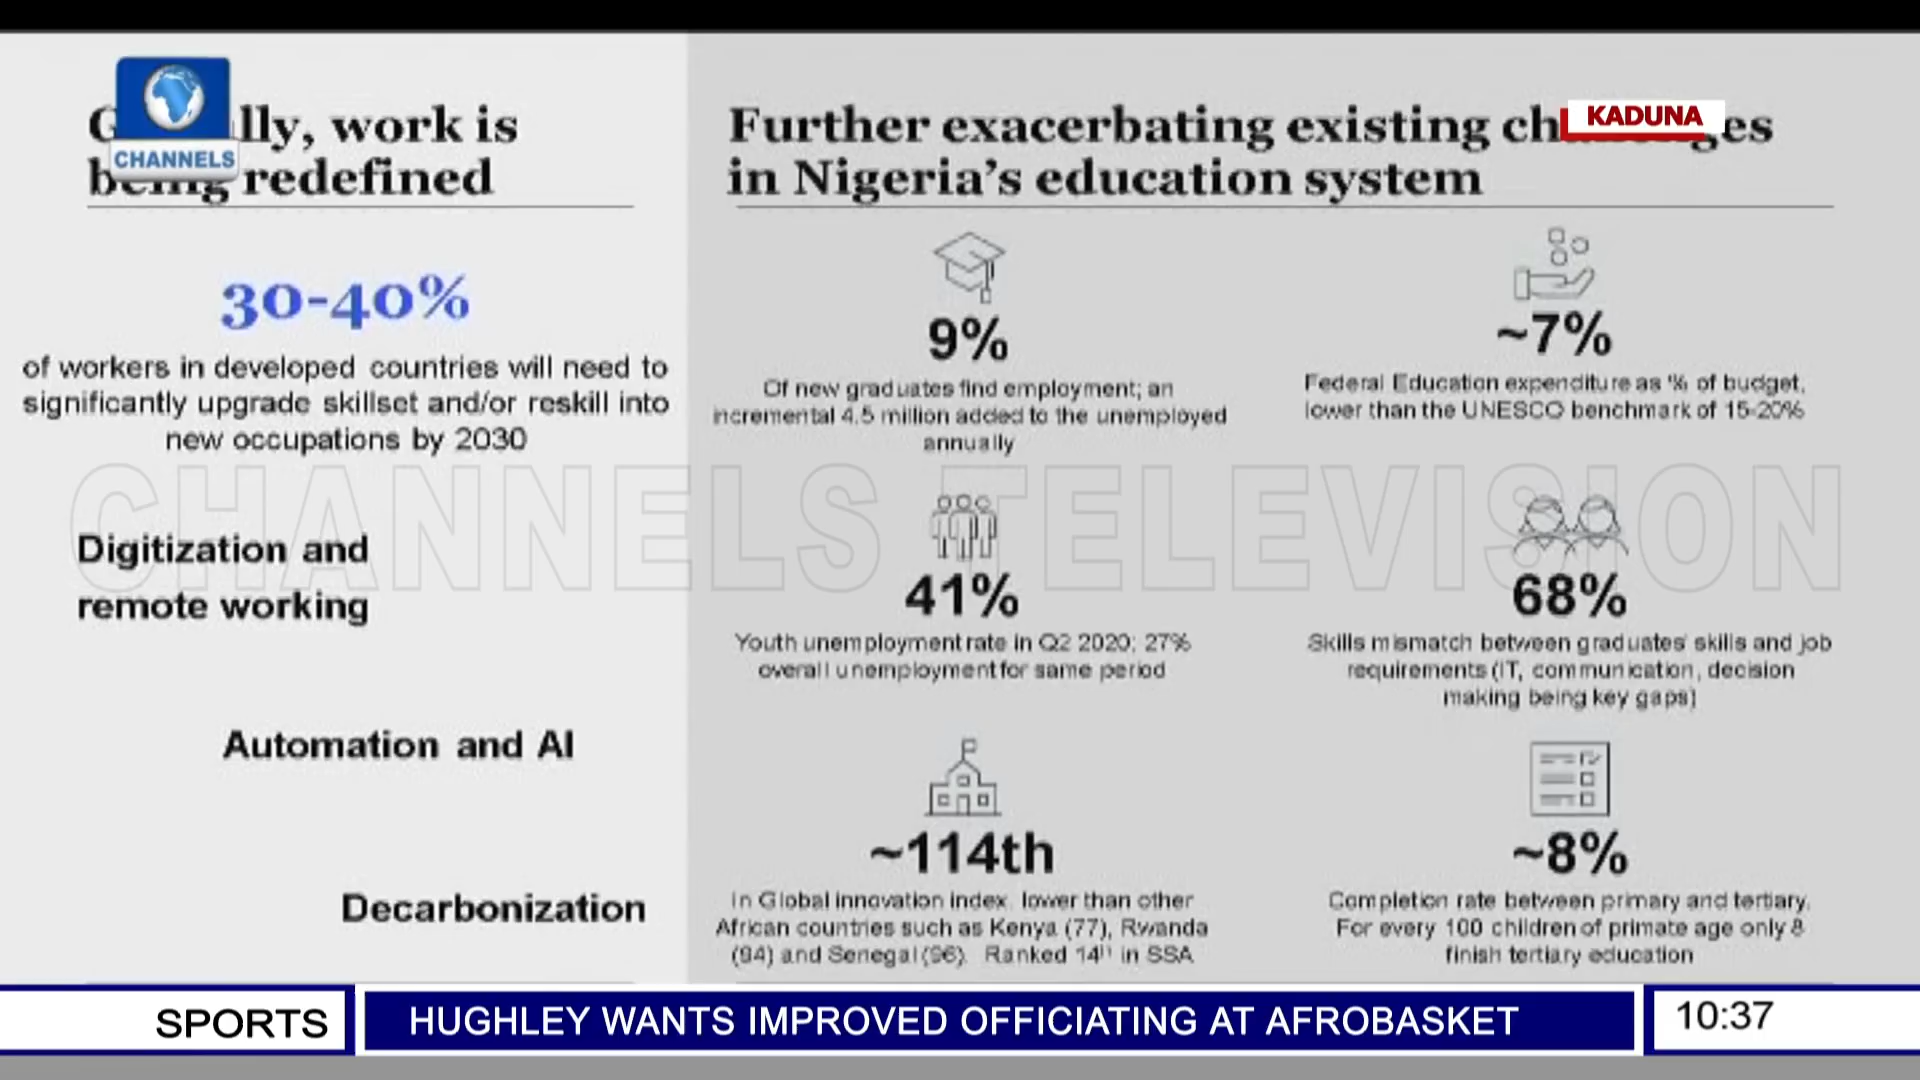 CHANNELS
KADUNA
lly, work is
being redefined
Further exacerbating existing
in Nigeria's education system
30-40%
of workers in developed countries will need to
significantly upgrade skillset and/or reskill into
new occupations by 2030
Digitization and
remote working
Automation and AI
Decarbonization
9%
Of new graduates find employment; an
incremental 4.5 million added to the unemployed
annually
~7%
Federal Education expenditure as % of budget,
lower than the UNESCO benchmark of 15-20%
41%
Youth unemployment rate in Q2 2020; 27%
overall unemployment for same period
68%
Skills mismatch between graduates' skills and job
requirements (IT, communication, decision
making being key gaps)
~114th
In Global innovation index, lower than other
African countries such as Kenya (77), Rwanda
(94) and Senegal (96). Ranked 14th in SSA
~8%
Completion rate between primary and tertiary.
For every 100 children of primate age only 8
finish tertiary education
CHANNELS TELEVISION
SPORTS
HUGHLEY WANTS IMPROVED OFFICIATING AT AFROBASKET
10:37